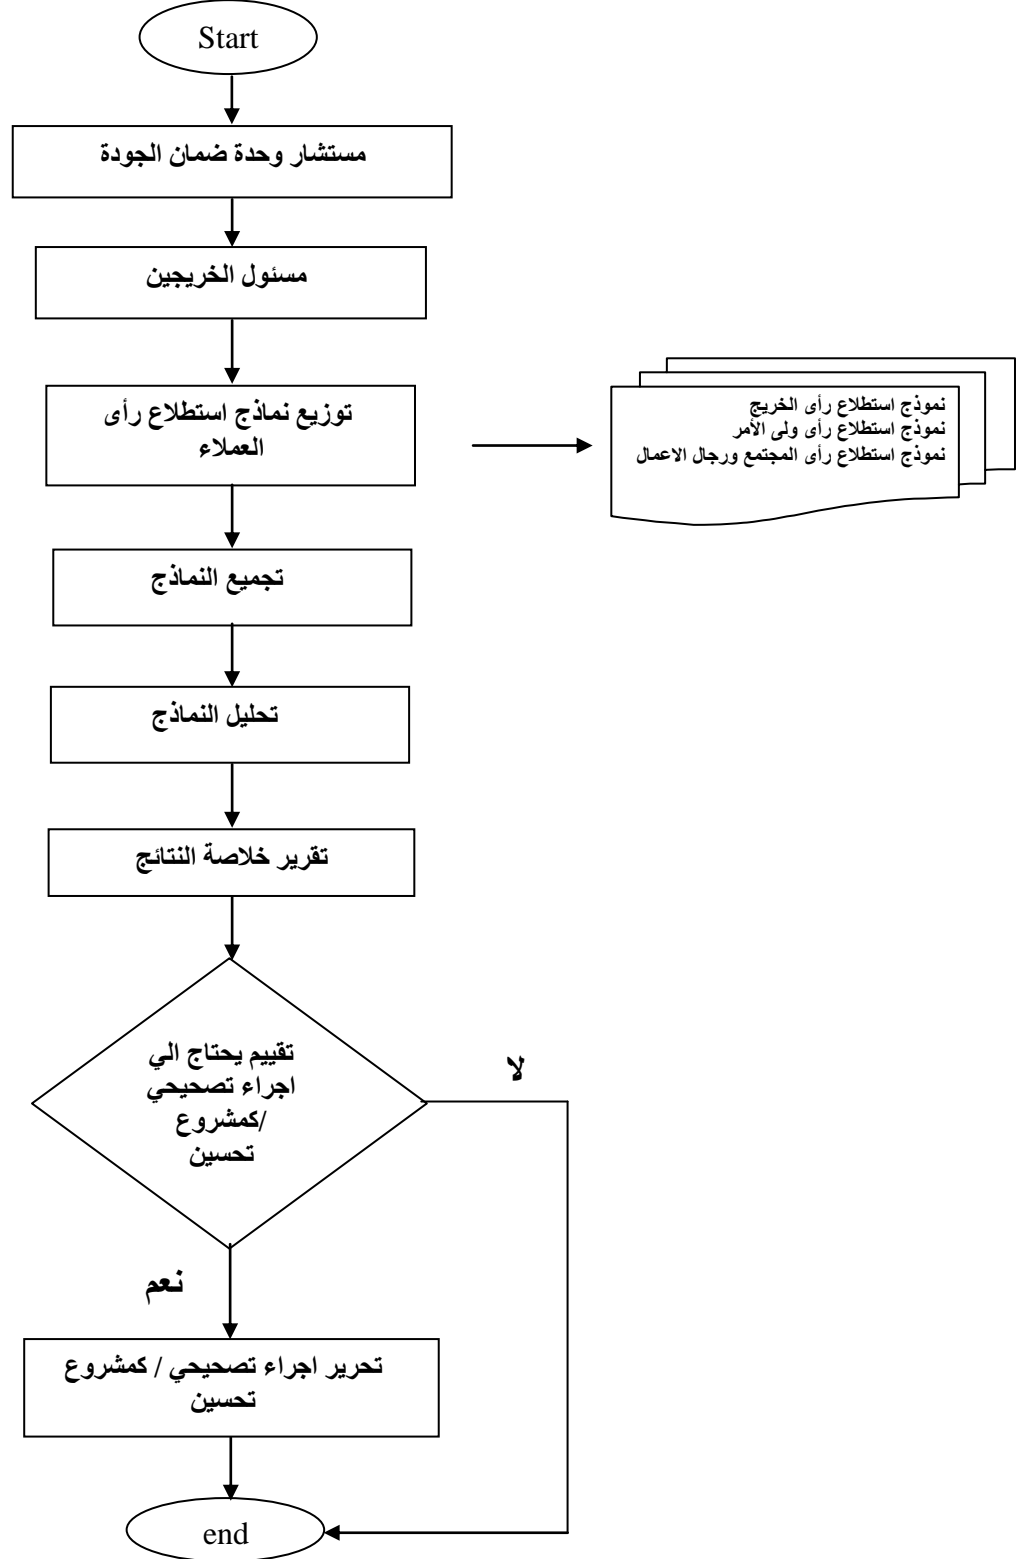 Start
مستشار وحدة ضمان الجودة
مسئول الخريجين
توزيع نماذج استطلاع رأى
العملاء
نموذج استطلاع رأى الخريج
نموذج استطلاع رأى ولى الأمر
نموذج استطلاع رأى المجتمع ورجال الاعمال
تجميع النماذج
تحليل النماذج
تقرير خلاصة النتائج
تقييم يحتاج الي
اجراء تصحيحي
/كمشروع
تحسين
لا
نعم
تحرير اجراء تصحيحي / كمشروع
تحسين
end